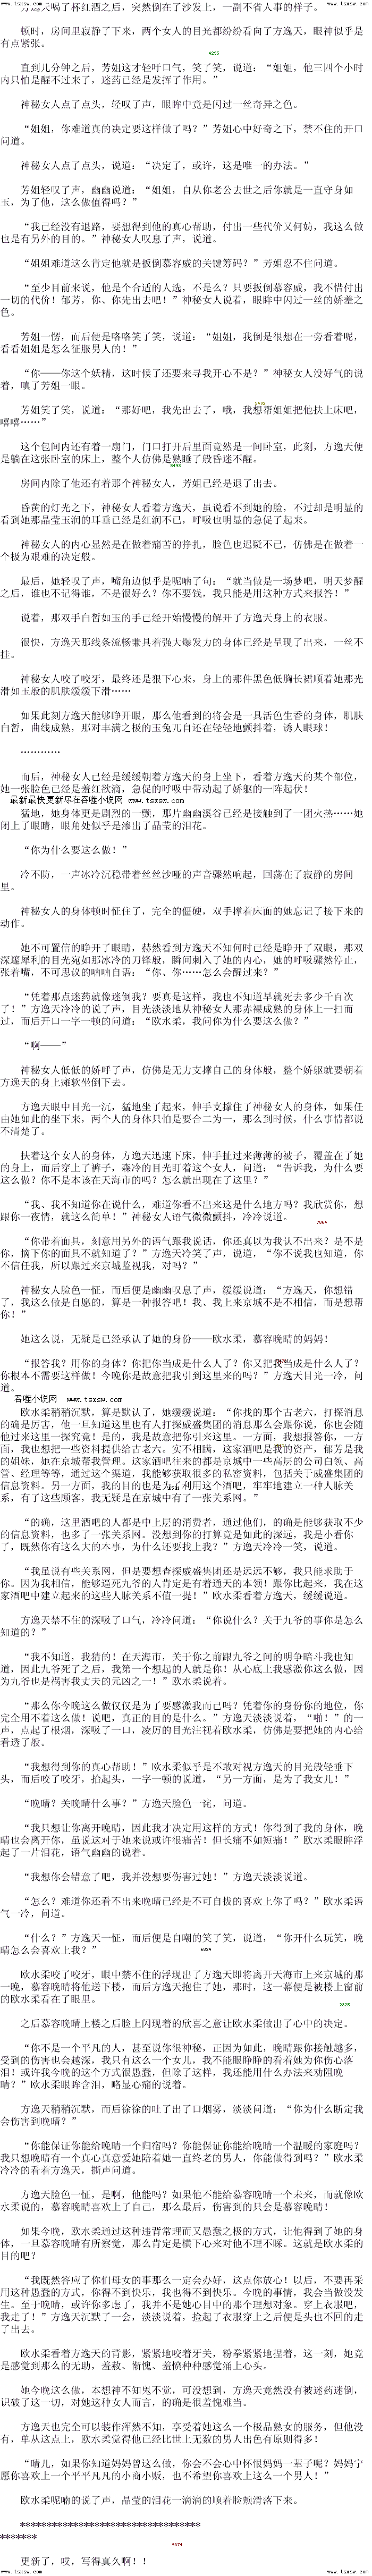 www.tsxsw.com www.tsxsw.com
方逸天喝了杯红酒之后，突然倒在了沙发上，一副不省人事的样子。
顿时，房间里寂静了下来，两个女人的目光都纷纷看向了方逸天，眼神似乎是
有点紧张。
4295
直到几分钟之后，芳姐这才轻吁口气，笑了笑，说道：“姐姐，他三四个小时
内只怕是醒不过来了，迷药已经是发挥了作用。”
神秘女人点了点头，轻叹了声，眼眸中竟是闪过一丝奇异之色。
“姐姐，你难道真的决定要这样做了吗？”芳姐心中好奇之下，禁不住的开口
问道。
神秘女人点了点头，说道：“决定了，或许，这是唯一的办法。”
芳姐轻叹了声，幽幽说道：“姐姐，自从你老公去世之后你就是一直守身如
玉，为了他，这么做值得吗？”
“我已经没有退路，要想得到他的真心帮助，付出一些代价又何妨，我这么做
也是有另外的目的。”神秘女人叹息了声，说道。
“姐姐难道这么肯定他就是扳倒慕容威的关键筹码？”芳姐忍不住问道。
“至少目前来说，他是个合适的人选，不是么？只要扳倒慕容威，我不惜付出
一切的代价！郁芳，你、你先出去吧！”神秘女人说着，眼眸中闪过一丝的娇羞之
色。
芳姐一愣，而后便是咯咯笑了笑，说道：“姐姐，我倒是很想在一旁看着呢，
看看姐姐是怎么征服男人的！”
“你——你这个妖精，这时候了还要来寻我开心不是？”神秘女人没好气的说
着，嗔了芳姐一眼。
5442
芳姐笑了笑，说道：“那好吧，我先出去了，哦，我想帮姐姐把他扶上床吧，
嘻嘻……”
这个包间内还有着一扇门，门口打开后里面竟然是一间卧室，此刻，方逸天便
是躺在这张卧室的床上，整个人仿佛是熟睡了般昏迷不醒。
5498
房间内除了他还有着那个神秘女人，芳姐已经是退了出去。
昏黄的灯光之下，神秘女人看着方逸天，虽说看不到她的脸，不过却是明显的
看到她那晶莹玉润的耳垂已经是红润不已，呼吸也明显的急促了起来。
神秘女人的内心显然是在做着痛苦的挣扎，脸色也迟疑不已，仿佛是在做着一
个极为艰难的决定般。
最后，她轻叹了声，嘴角边似乎是呢喃了句：“就当做是一场梦吧，明天梦醒
之后，谁也不记得谁，不是很好么？你不要钱，我只能是用这种方式来报答！”
说着，那双手白皙如玉的手已经开始慢慢的解开了方逸天身上的衣服。
很快，方逸天那线条流畅兼具着强大爆发力的身体已经是呈现了出来，一丝不
挂。
神秘女人咬了咬牙，最终还是狠下心来，身上的那件黑色低胸长裙顺着她那光
滑如玉般的肌肤缓缓下滑……
如果此刻方逸天能够睁开眼，那么他看到的将会是一具活色生香的身体，肌肤
白皙，曲线成熟，那对丰满之极的玉兔兀自还在轻轻地颤抖着，诱人眼球！
…………
而后，神秘女人已经是缓缓朝着方逸天的身上坐下，看着方逸天的某个部位，
她一张脸色已经是羞红欲滴，急促的呼吸中带动起了娇躯的一阵起伏！
最新最快更新尽在吞噬小说网 www.tsxsw.com
猛地，她身体更是剧烈的一颤，那片幽幽溪谷已经是接触到了一团火热……她
闭上了眼睛，眼角处似乎是渗出了晶莹的泪花。
“你为什么要这么做！”
冷不防，一声冰冷沉稳带着丝丝沙哑的声音骤然响起，回荡在了寂静的房间
里。
神秘女人的身体顿时怔住了，完全的僵硬，双手撑着床面的她忘记了接下来的
动作。
她不可置信的睁开了眼睛，赫然看到方逸天不知何时已经是睁开了双眼，那双
深邃犀利的目光宛如那冰冷的刀锋般，瞬间刺入了她的内心，她的呼吸骤然停止，
张着嘴，不可思议的喃喃自语：“你、你……怎么会醒过来？”
“凭着那点迷药就像迷倒我？要真是这样，我也不知道早就死去多少千百次
了！”方逸天冷冷的说了声，目光淡淡地从神秘女人那赤裸成熟的身体上一扫而
过，而后开口一字一顿的问道：“欧水柔，我问你为什么要这么做？”
“啊——”
神秘女人低低的娇呼了声，仿佛是无力支撑自己的身体般，整个娇躯就要朝着
方逸天的身上瘫软坐倒下去。
方逸天眼中目光一沉，猛地坐了起来，伸手支撑住了神秘女人的身体，如果任
由她如此的坐下来，两个人的身体只怕是要合二为一，那么到时候，什么事情都说
不清楚了。
扶着这个女人的身体，方逸天迅速下床，伸手扯过来薄薄的被子，覆盖在了她
的身上，而后穿上了裤子，森冷的目光盯着这个女人，问道：“告诉我，为什么要
这么做？你不是本该在天海市的吗？怎么就出现在了这里？”
“我、我不知道你在说什么，难道你看不出来这是什么地方吗？我欣赏你，想
跟你一夜情，就这么简单！”神秘女人语气微微颤抖，冷冷说道。
7864
“你带着面具，刻意用另外的语气跟我说话，你还真以为我认不出来？是不是
你，摘下你的面具不就知道了？”方逸天冷笑了声，说道，“你不说我也知道，你
不信任我，所以跟过来京城监视我，对吗？”
神秘女人脸色一怔，而后便是幽幽叹息了声，缓缓说道：“方逸天，你想错
了，我这么做是自愿的，算是一种报答吧！我、我上来京城不是不相信，而是想帮
你！”
她这么说，无疑是已经承认了她的身份——欧水柔，慕容晚晴的妈妈！
“报答我？用你的身体？你把你当成是什么人了？你又把我当成是什么人了？
你根本不需要这样做！今晚你是故意把我引到这里来的吗？”方逸天目光一冷，问
道。
吞噬小说网 www.tsxsw.com
欧水柔稍稍沉默，算是默认了，她缓缓说道：“你找的那个古老六，打探消息
的确是厉害，他一旦知道这里也有人打探威盛集团的消息那么会跟你说，你也会随
他过来这里一探究竟！是的，我是故意把你引来这里。一方面，我想报答你，一方
面，我也想把一些资料提供给古老六。实不相瞒，这家酒吧是我的资产，郁芳是我
的姐妹，她在京城帮我管理。这家酒吧往来的都是京城中一些高层的公司白领、高
管、经理等等，通过这个渠道，我能够获取很多的私密资料，包括关于威盛集团的
信息资料。另一方面，我的目的也是为了利用这个酒吧，牢牢地建立一种人脉关
系，有了这些顾客，我无疑是在京城中有了一张关系网。”
“的确，这里酒吧的人都是中上层的消费者，通过他们，的确是能够获取不少
的信息资料，也多了一张关系网。没想到你的打算竟是如此的深远，我是小看你
了，既然你有这么大的本事，为什么还要找上我？”方逸天冷冷一笑，说道。
“我虽说有些关系网，但是要想查探威盛集团还是远远不够，我只能求助于
你。因为我相信，能够逼死九爷的人肯定是有着通天的本领！跟你比起来，我在这
家酒吧中建立起来的这些人脉关系不值一提！”欧水柔看着方逸天，缓缓说道。
方逸天禁不住的深吸了口气，冷冷问道：“你说什么？关于九爷的事你是怎么
知道的？”
“我不知道，我猜的！在天海市，关于你之前跟九爷之间的明争暗斗我也知
道，因此九爷死了之后，我第一个想起的人就是你！从心底上我感激你这么做，因
为九爷也是祸害我丈夫的元凶之一！”欧水柔说着。
“那么你今晚这么做仅仅是为了要感激我而已吗？凭着你的身份你的地位，你
完全用不着这么做！说吧，真正的目的是什么。”方逸天淡淡说着，“啪！”的一
声，点起了根烟，深吸了一口，凌厉的目光注视着欧水柔，仿佛是要把她的内心给
看透了般。
“我想得到你的真心帮助！”欧水柔似乎是不敢对视方逸天的目光般轻垂下
头，而后咬了咬牙，抬起头，一字一顿的说道，“另一方面，是为了我女儿！”
“晚晴？关晚晴什么事？”方逸天脸色一沱，问道。
“我只想让你离开晚晴，因此我才决定用这样的方式！你得到了我的身体，晚
晴也会离开你，虽说这对于她来说或许很痛苦！但长痛不如短痛！”欧水柔眼眸浮
起了一片泪花，语气幽幽的说着。
“我想你会错意了吧，我并没想要伤害过她！”方逸天淡淡说道。
“怎么？难道你还看不出来晚晴已经是不可自拔的喜欢上你了吗？”欧水柔语
气一冷，问道。
“什么？”方逸天一怔，而后便是自嘲的笑了笑，说道，“你开什么玩笑，晚
晴怎么会喜欢上我？”
6824
欧水柔咬了咬牙，眼中禁不住的浮现出了方逸天即将离开天海市上来京城的那
一晚，慕容晚晴将他送下楼，而后方逸天抱住了她，那时，这一幕便是被楼上窗前
的欧水柔看在了眼里。
2825
之后慕容晚晴上楼之后脸上闪现着的欣喜之意让欧水柔做出了心中的决定。
“你不是一个平凡的人，甚至说你很神秘，正因为如此，晚晴跟你接触越多，
受到的伤害也会越深，我只有这么一个女儿，我不能眼睁睁的看着她为你伤心落
泪！或许我今晚的这个方式很愚蠢，但除了这样，我还能用什么办法来劝阻晚
晴？”欧水柔眼眸含泪，略显心痛的说着。
方逸天稍稍沉默，而后徐徐的吐了出了口烟雾，淡淡问道：“你为什么断定我
会伤害到晚晴？”
“你能保证你能给晚晴一个归宿吗？你能保证你能给晚晴一个温暖的家庭吗？
我只想晚晴有一个真心真意爱她陪着她一直终老的男人，你能做得到吗？”欧水柔
冷冷的看着方逸天，撕声问道。
方逸天脸色一怔，是啊，他能吗？如果他不能给慕容晚晴一个未来，而就像欧
水柔说的，慕容晚晴喜欢上了自己，那么最后，伤害到的只会是慕容晚晴！
如果今晚，欧水柔通过这种违背常理而又愚蠢之极的方式，让他得到了她的身
体，一旦慕容晚晴有所察觉，那么肯定是横下心来对他不理不睬。这就是欧水柔的
目的吧？
“我既然答应了你们母女的事那么一定会办好，这点你放心！以后，不要再采
用这种愚蠢的方式，你得不到快乐，我也得不到快乐。今晚的事情，我会当做没发
生。至于晚晴，或许你多虑了，我并不是她心目中的那个理想对象。穿上衣服吧，
我走了！”方逸天沉默了一会，淡淡说着，捡起了衣服穿上之后便是头也不回的走
了出去。
欧水柔看着方逸天的背影，紧紧地咬着牙关，粉拳紧紧地捏着，这一刻，她竟
是感觉到那么的无助，羞赧、惭愧、羞愤种种感觉涌上心头。
她今晚这么做，本想神不知鬼不觉，可没想到，方逸天竟然没有被迷药迷倒，
识破了这一切，对她这种女人而言，的确是很羞愧难当。
方逸天也完全可以装作浑然不知，享受着她这么一个极品熟女的服务，但他没
有，单从这点上，欧水柔觉得他已经比世上无数的男人出色有原则得多！
“晴儿，如果你知道妈妈曾这么做，你会不会心中怀恨妈妈一辈子呢？妈妈宁
愿你喜欢上一个平平凡凡的小商小贩，也不希望你喜欢上这么一个男人！”
欧水柔呢喃的说了声，晶莹的泪花一滴滴的顺着脸颊滑落下来。
**********************************
*******
9674
更新了，哎，写得真久啊！！
www.tsxsw.com www.tsxsw.com